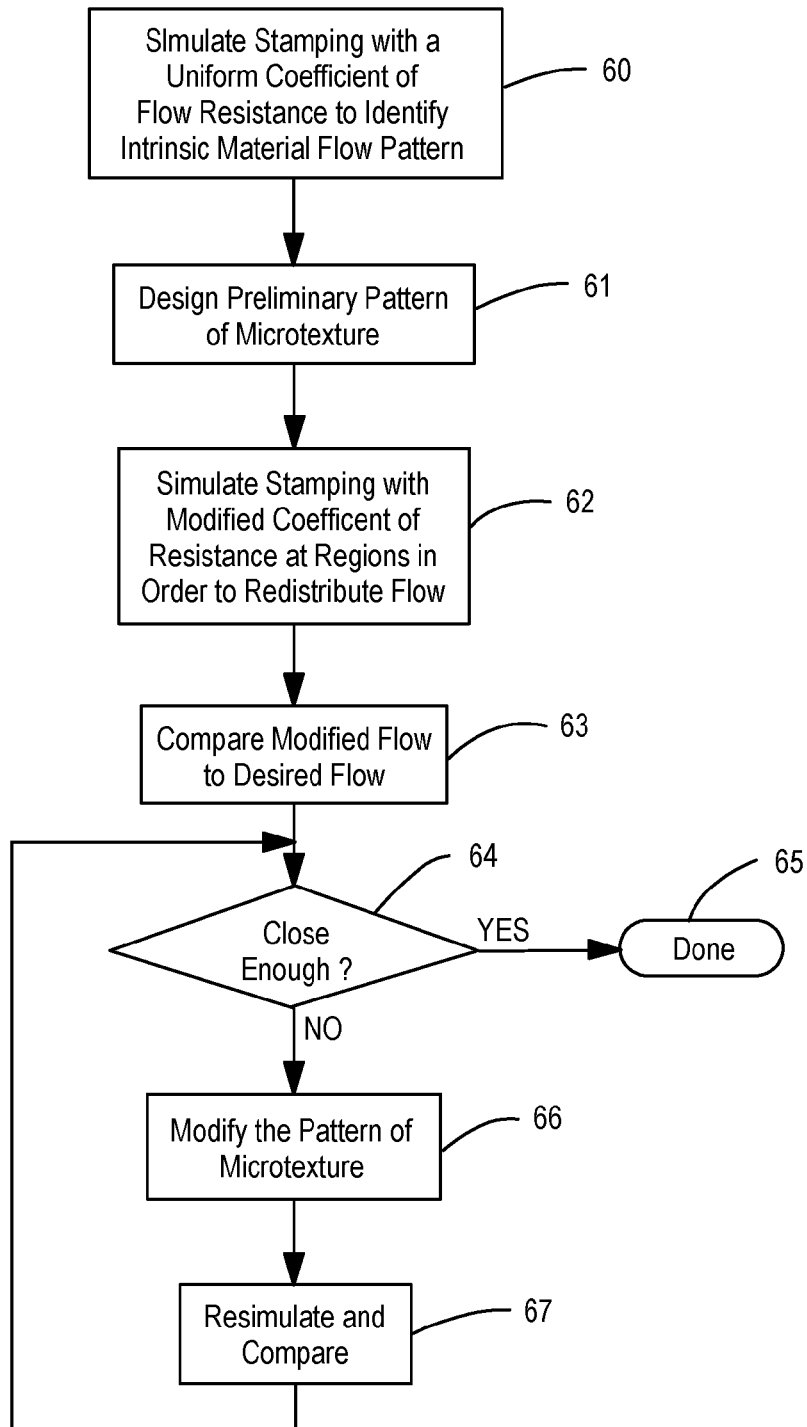 SImulate Stamping with a
Uniform Coefficient of
Flow Resistance to Identify
Intrinsic Material Flow Pattern
60
Design Preliminary Pattern
of Microtexture
61
Simulate Stamping with
Modified Coefficent of
Resistance at Regions in
Order to Redistribute Flow
62
Compare Modified Flow
to Desired Flow
63
Close
Enough ?
64
YES
Done
65
NO
Modify the Pattern of
Microtexture
66
Resimulate and
Compare
67